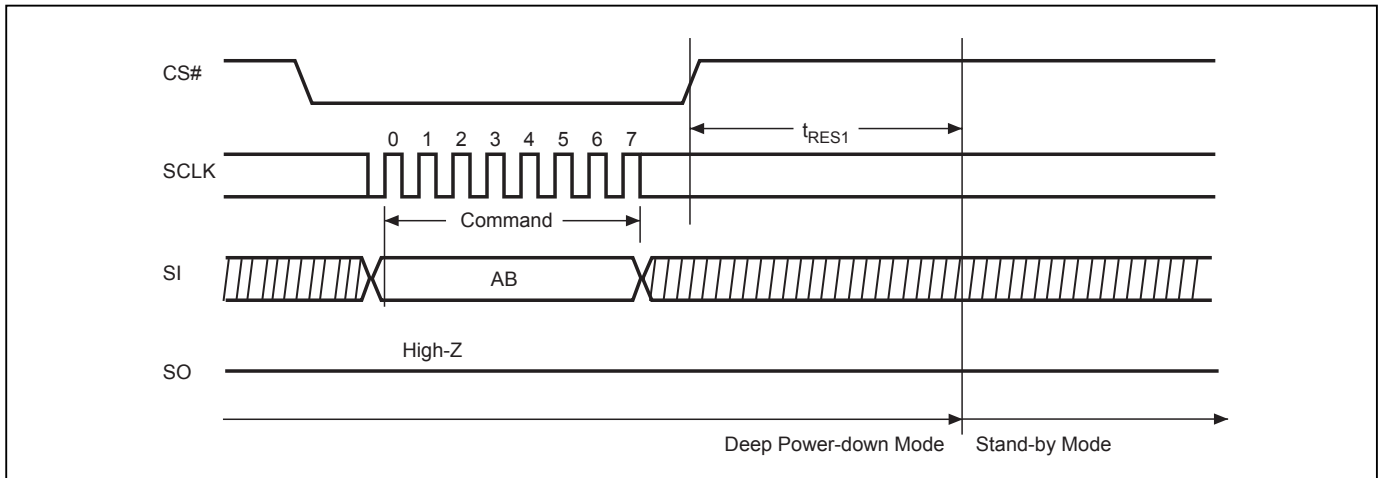 CS#
tRES1
0 1 2 3 4 5 6 7
SCLK
Command
SI
AB
High-Z
SO
Deep Power-down Mode Stand-by Mode